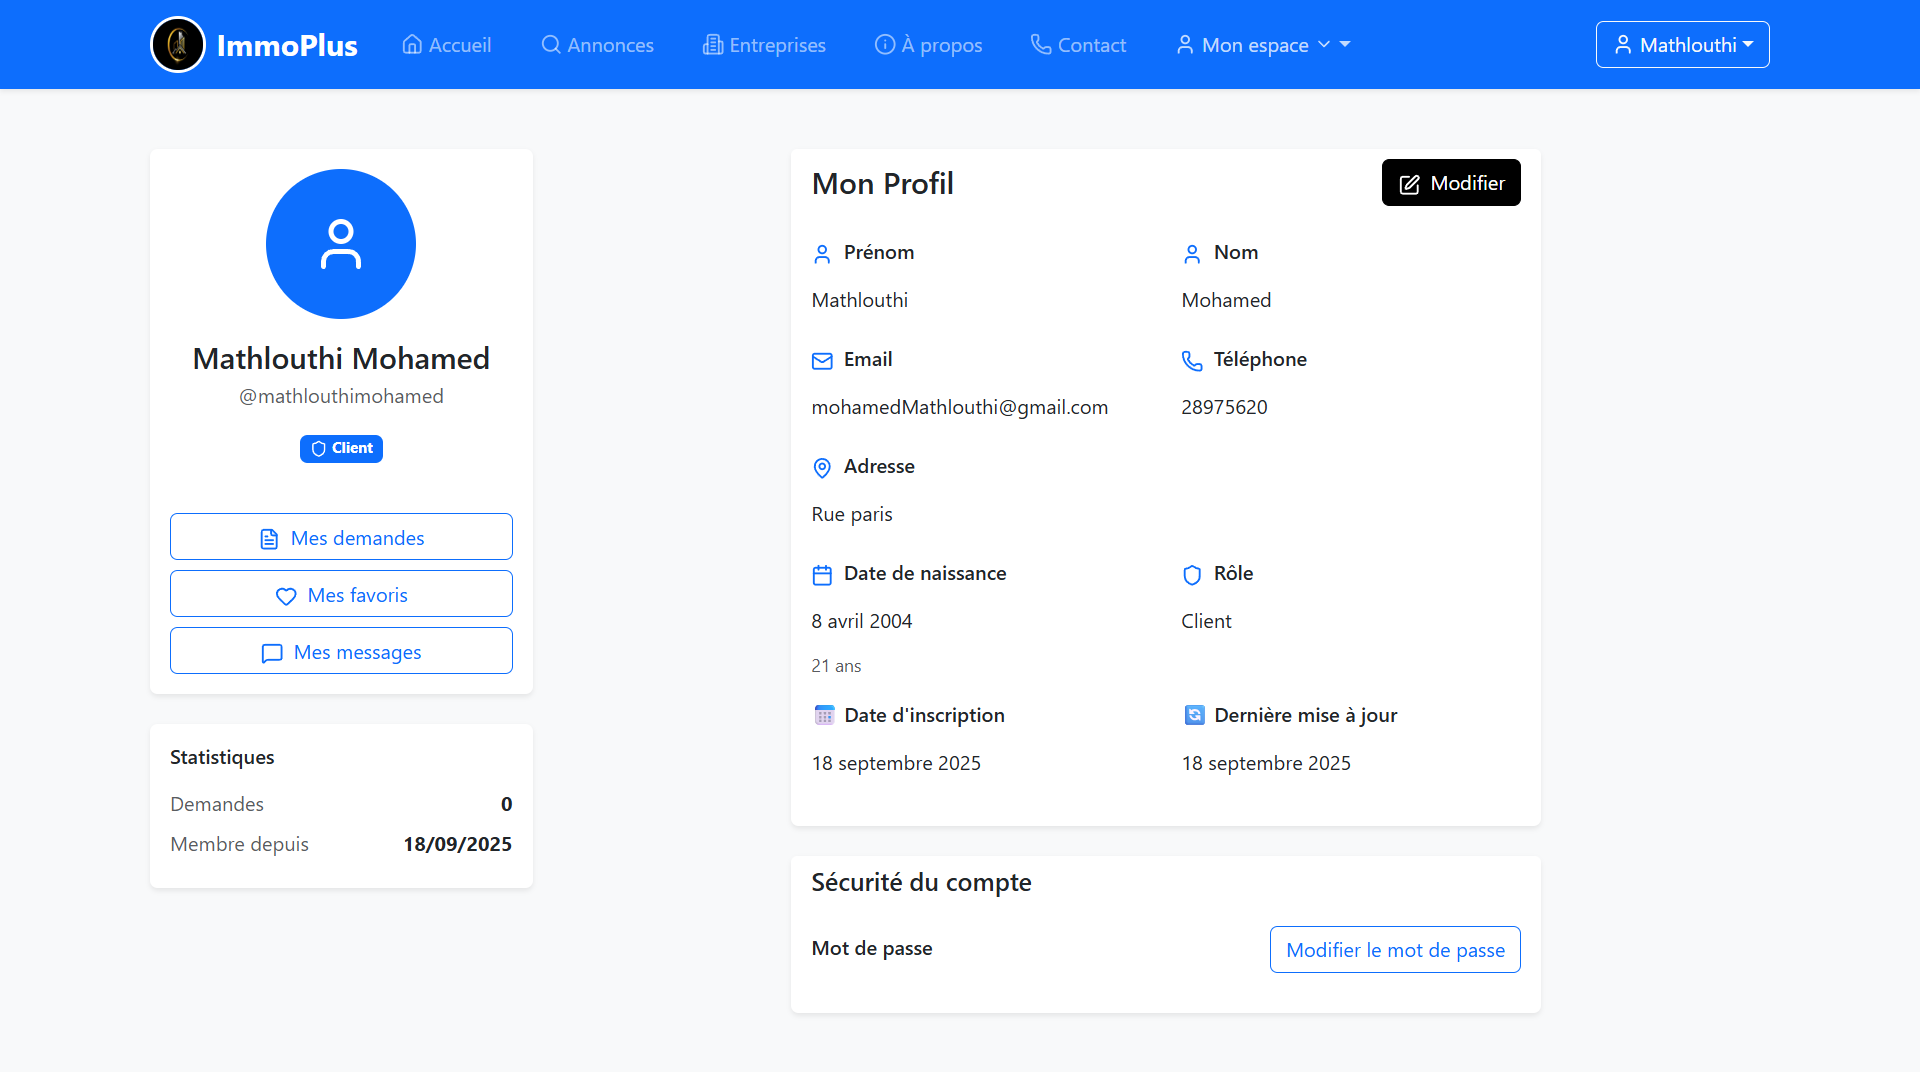 ImmoPlus
Accueil
Annonces
Entreprises
À propos
Contact
Mon espace
Mathlouthi
Mathlouthi Mohamed
@mathlouthimohamed
Client
Mes demandes
Mes favoris
Mes messages
Statistiques
Demandes 0
Membre depuis 18/09/2025
Mon Profil
Modifier
Prénom
Mathlouthi
Nom
Mohamed
Email
mohamedMathlouthi@gmail.com
Téléphone
28975620
Adresse
Rue paris
Date de naissance
8 avril 2004
21 ans
Rôle
Client
Date d'inscription
18 septembre 2025
Dernière mise à jour
18 septembre 2025
Sécurité du compte
Mot de passe
Modifier le mot de passe